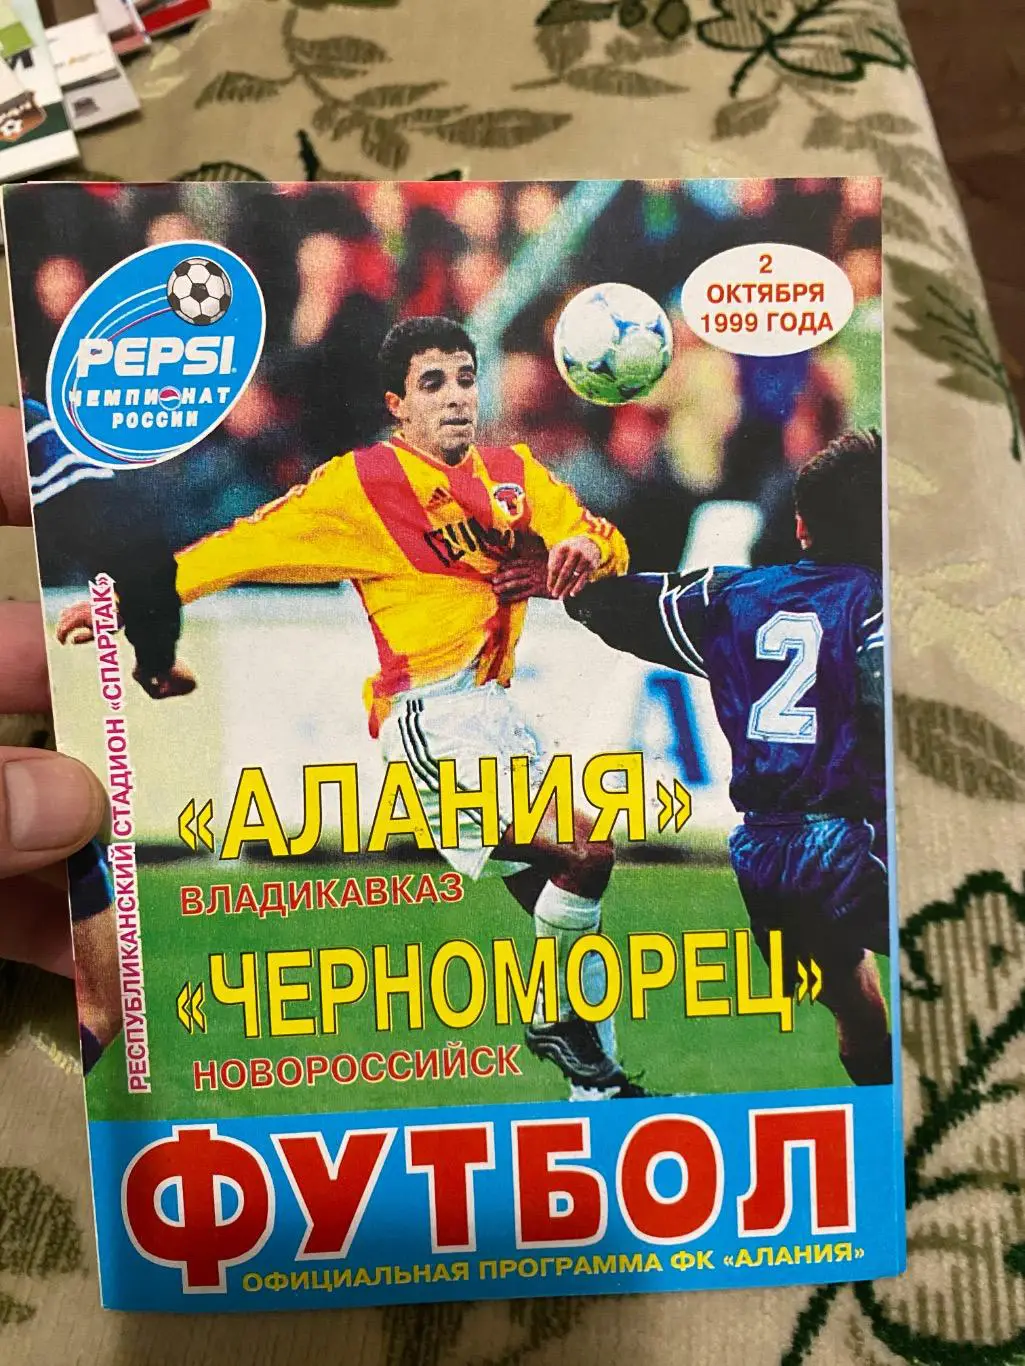 PEPSI
ЧЕМПИОНАТ
РОССИИ
2
ОКТЯБРЯ
1999 ГОДА
РЕСПУБЛИКАНСКИЙ СТАДИОН «СПАРТАК»
2
«АЛАНИЯ»
ВЛАДИКАВКАЗ
«ЧЕРНОМОРЕЦ»
НОВОРОССИЙСК
ФУТБОЛ
ОФИЦИАЛЬНАЯ ПРОГРАММА ФК «АЛАНИЯ»